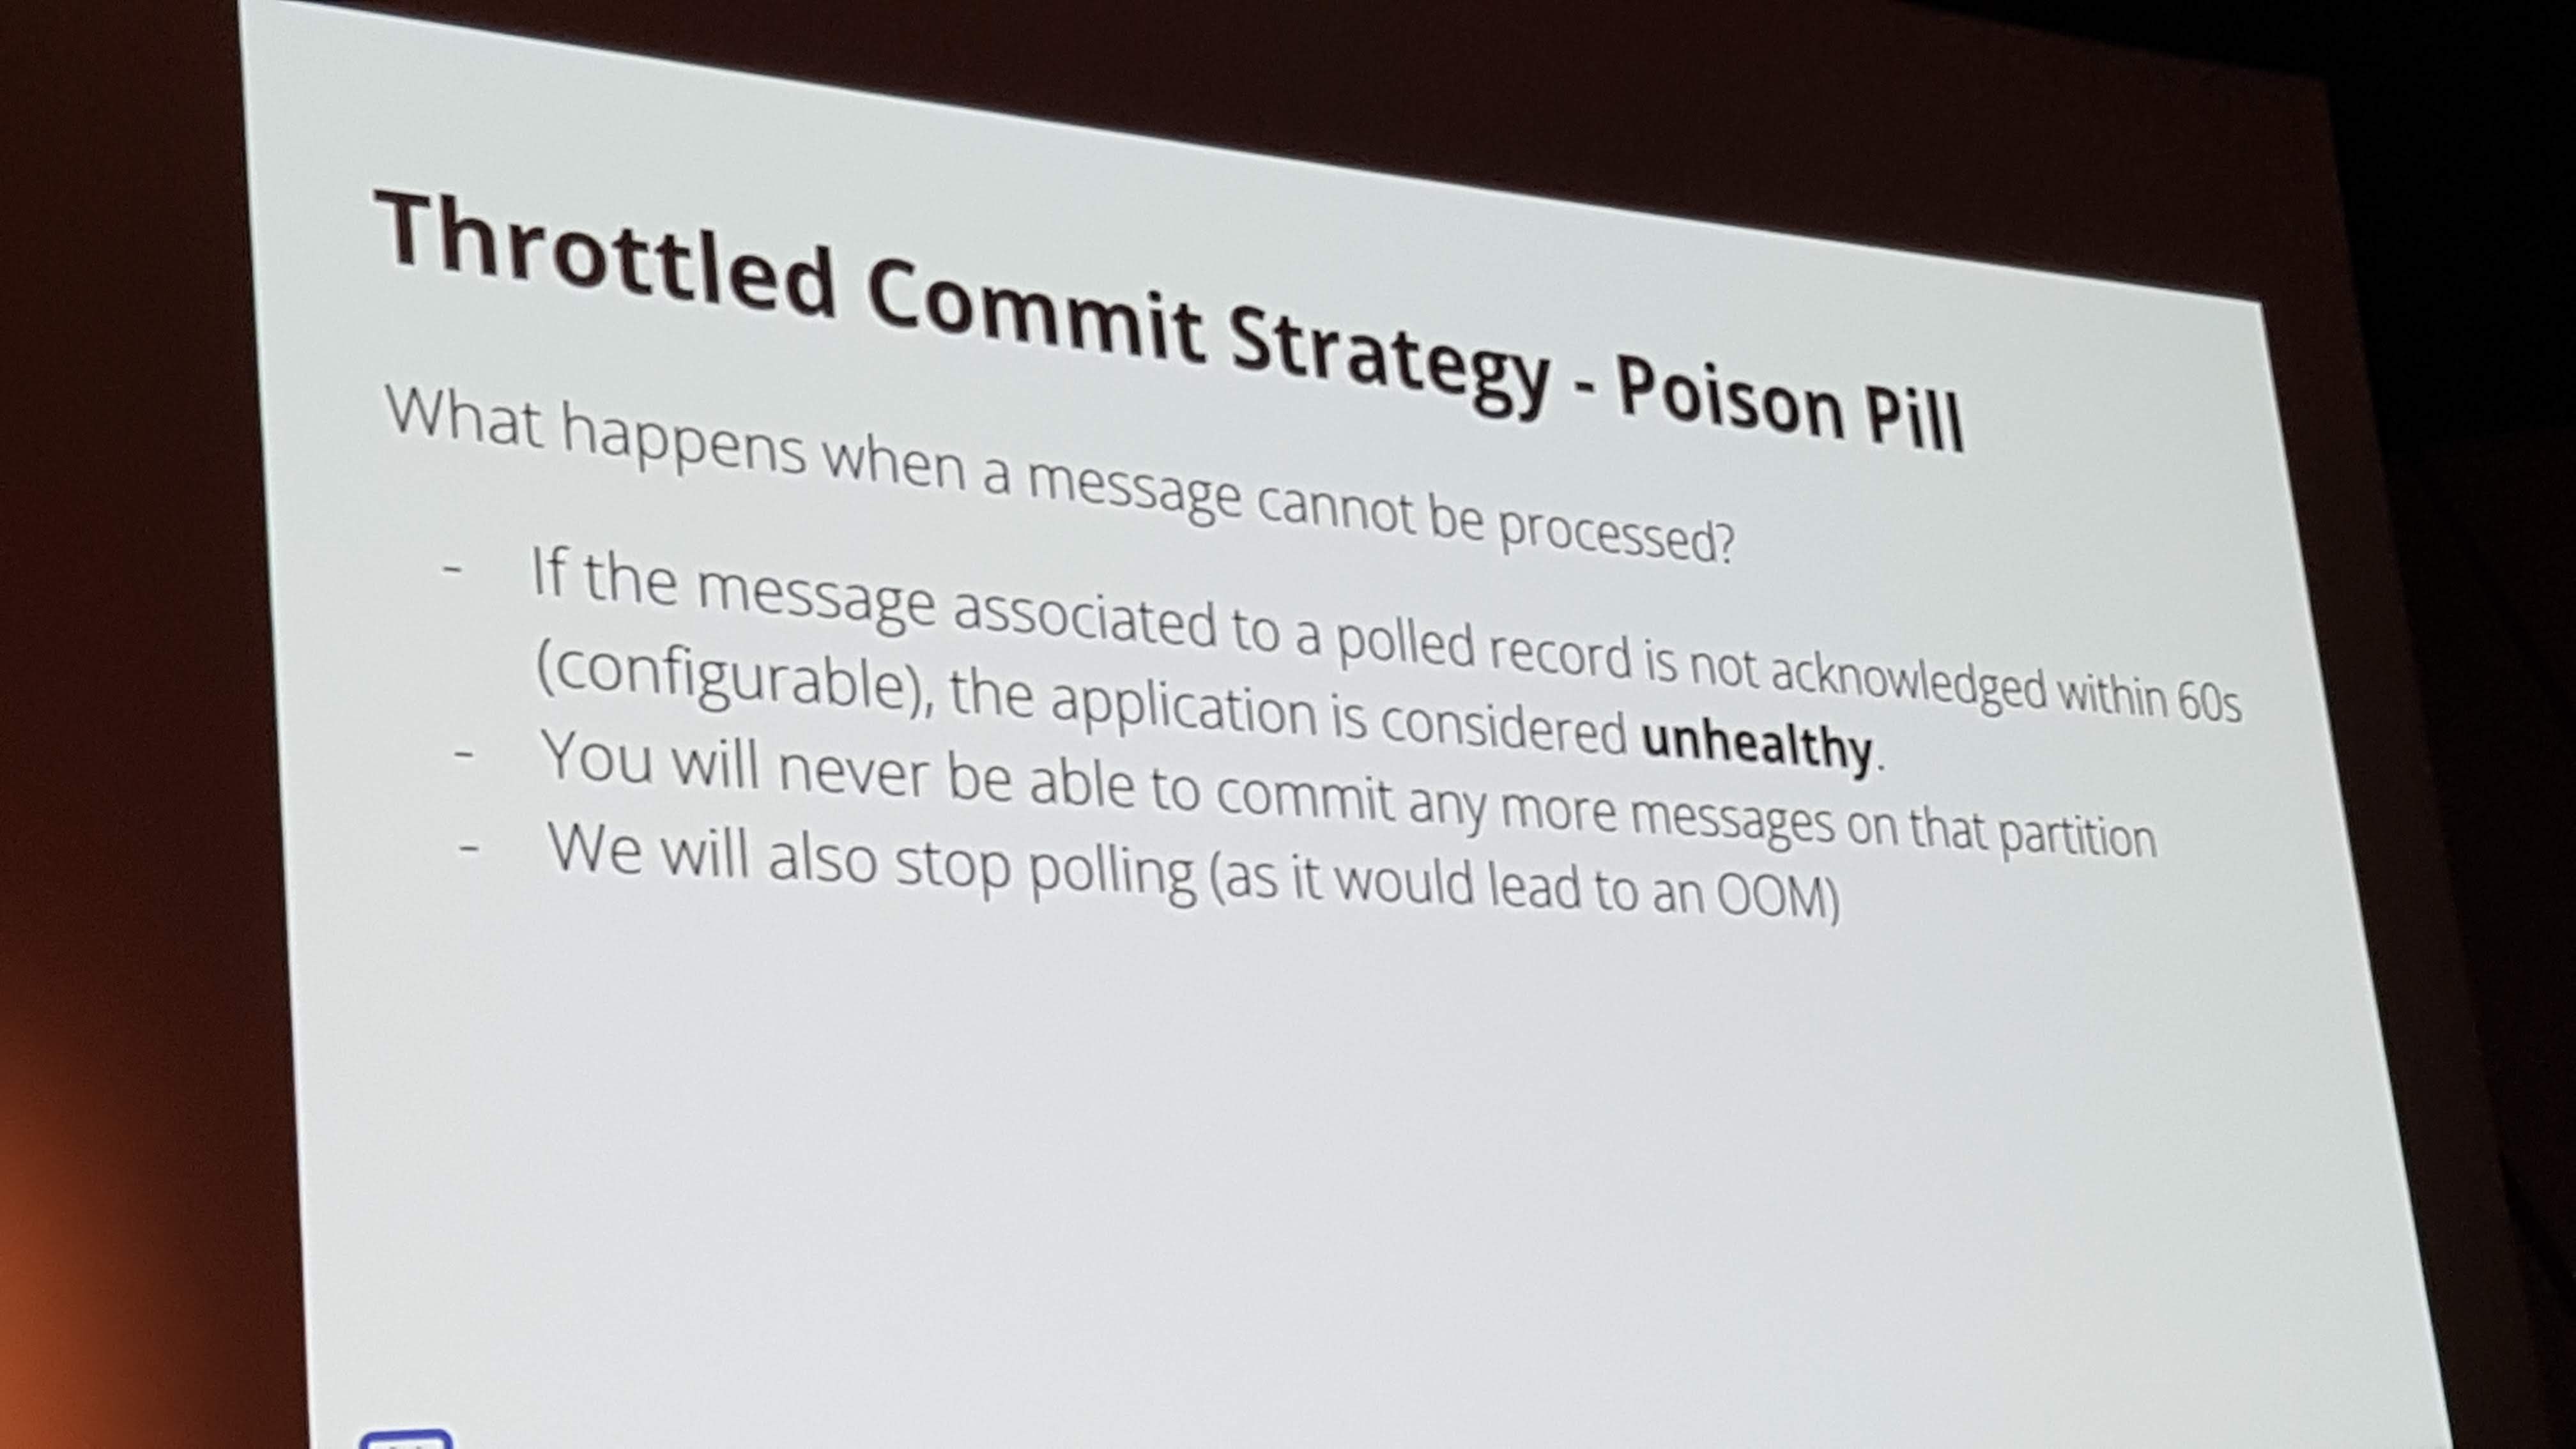 Throttled Commit Strategy - Poison Pill
What happens when a message cannot be processed?
- If the message associated to a polled record is not acknowledged within 60s
(configurable), the application is considered unhealthy.
- You will never be able to commit any more messages on that partition
- We will also stop polling (as it would lead to an OOM)